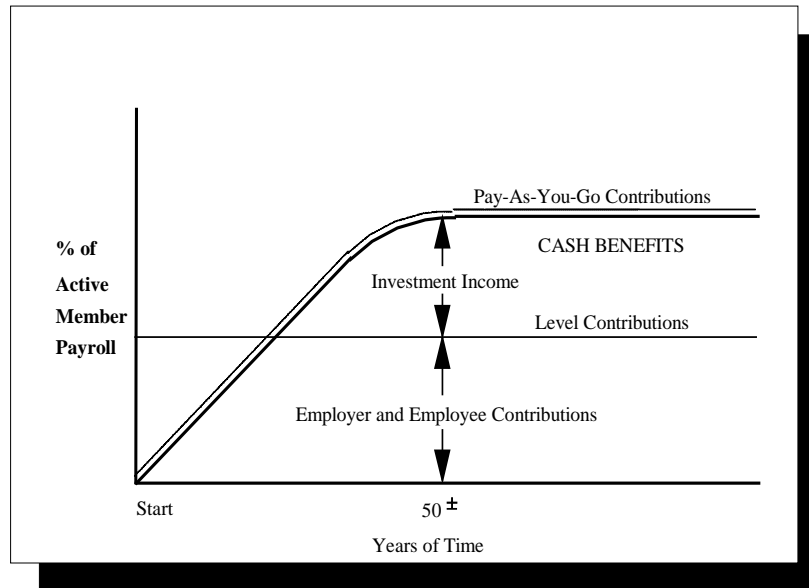 Pay-As-You-Go Contributions
CASH BENEFITS
% of
Active
Member
Payroll
Investment Income
Level Contributions
Employer and Employee Contributions
Start
50 ±
Years of Time